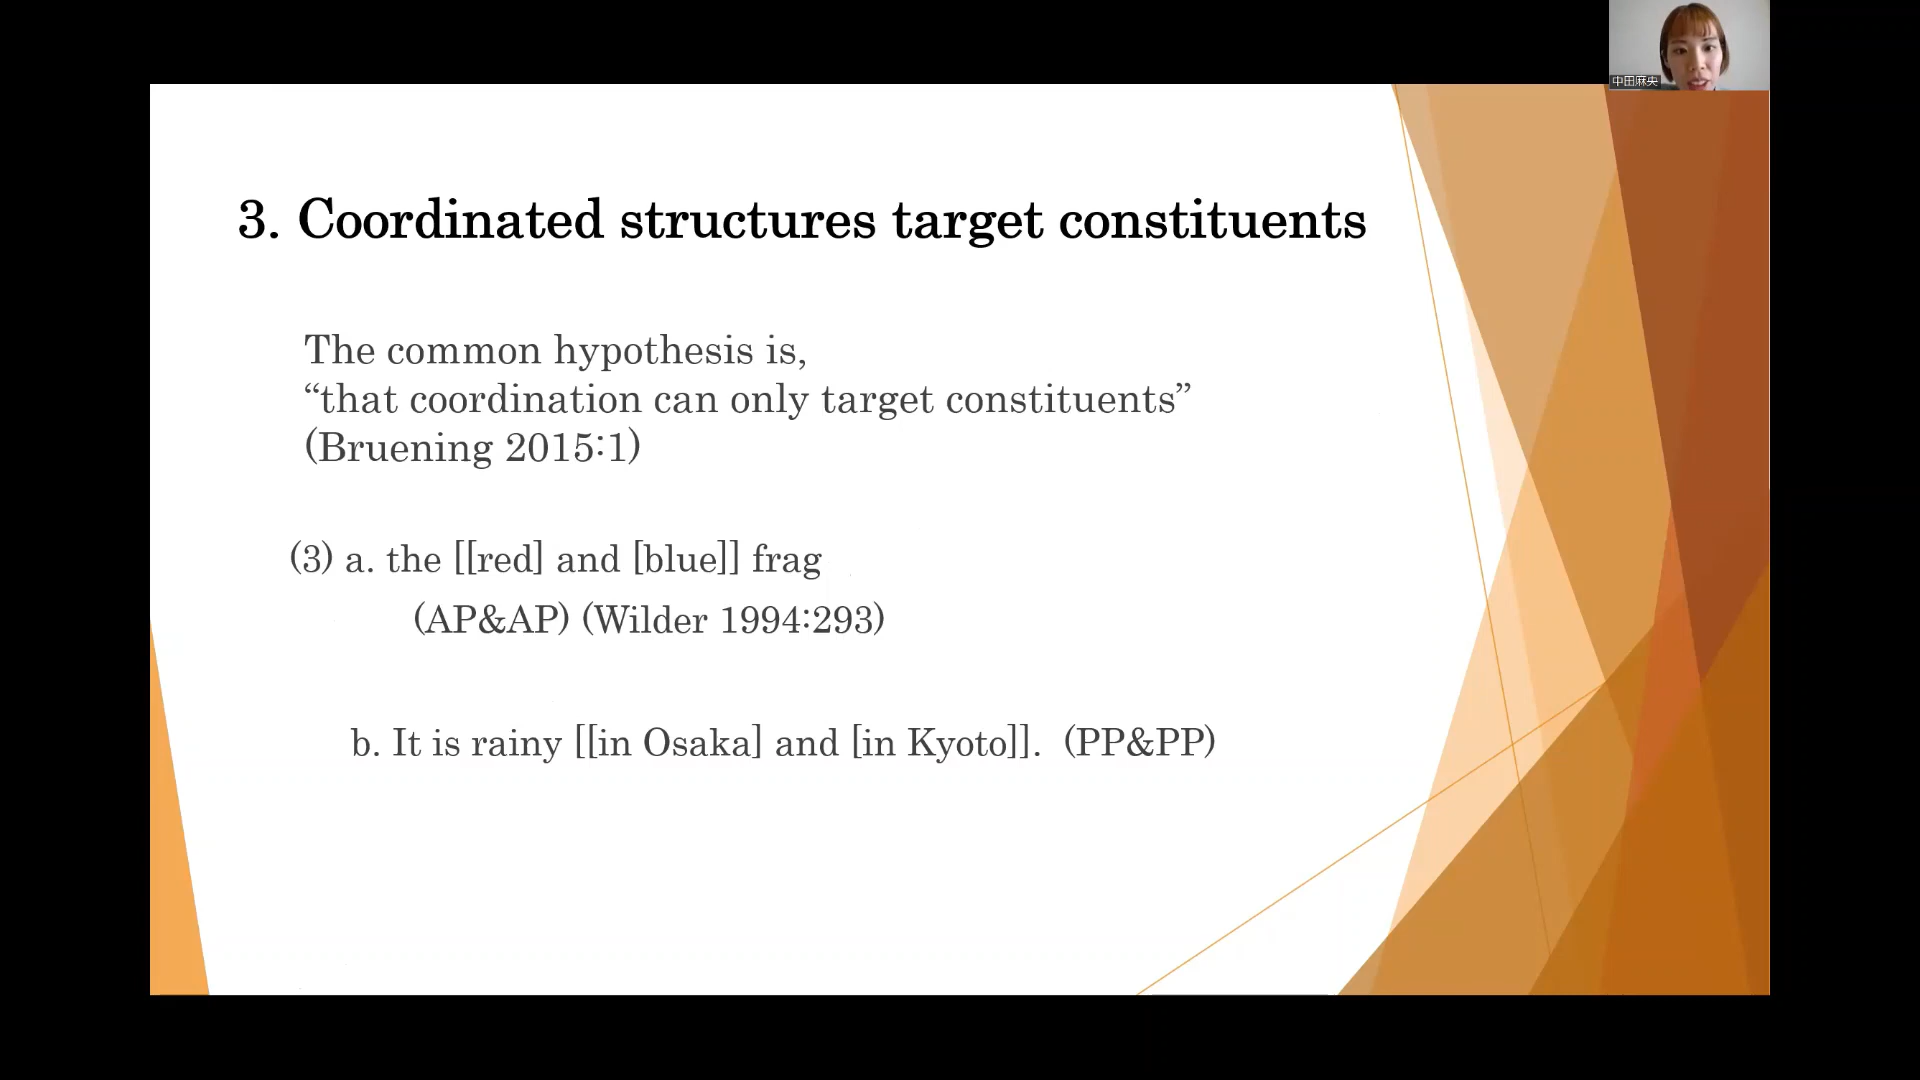 中田麻央
3. Coordinated structures target constituents
The common hypothesis is,
“that coordination can only target constituents”
(Bruening 2015:1)
(3) a. the [[red] and [blue]] frag
(AP&AP) (Wilder 1994:293)
b. It is rainy [[in Osaka] and [in Kyoto]]. (PP&PP)